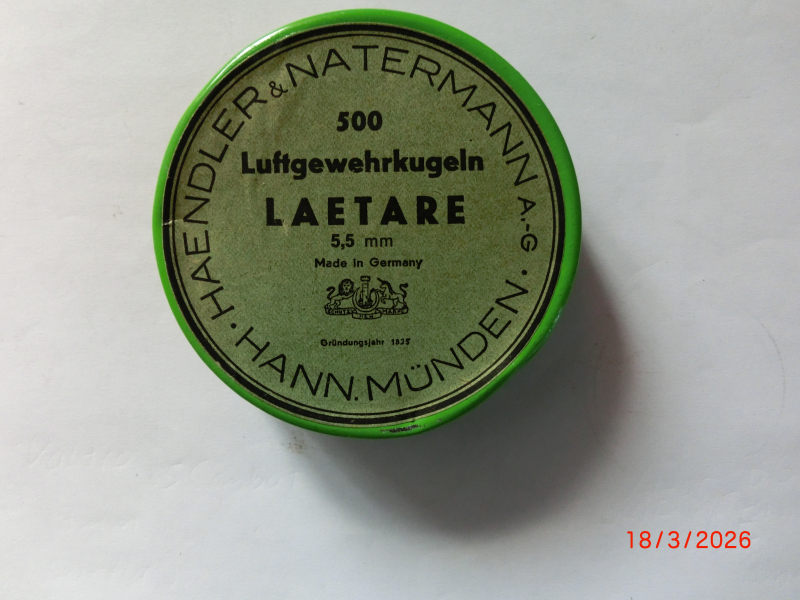 HAENDLER & NATERMANN A.-G
500
Luftgewehrkugeln
LAETARE
5,5 mm
Made in Germany
Gründungsjahr 1825
· HANN. MÜNDEN ·
18/3/2026